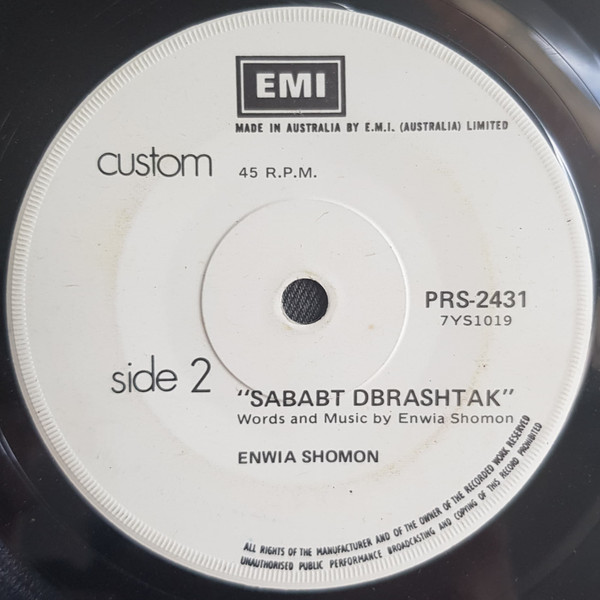 EMI
MADE IN AUSTRALIA BY E.M.I. (AUSTRALIA) LIMITED
custom
45 R.P.M.
PRS-2431
7YS1019
side 2
"SABABT DBRASHTAK"
Words and Music by Enwia Shomon
ENWIA SHOMON
ALL RIGHTS OF THE MANUFACTURER AND OF THE OWNER OF THE RECORDED WORK RESERVED
UNAUTHORISED PUBLIC PERFORMANCE BROADCASTING AND COPYING OF THIS RECORD PROHIBITED